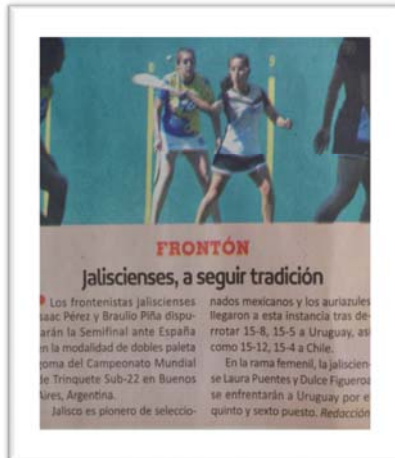 FRONTÓN
Jaliscienses, a seguir tradición
Los frontenistas jaliscienses
saac Pérez y Braulio Piña dispu-
arán la Semifinal ante España
en la modalidad de dobles paleta
goma del Campeonato Mundial
de Trinquete Sub-22 en Buenos
Aires, Argentina.
Jalisco es pionero de seleccio-
nados mexicanos y los auriazules
llegaron a esta instancia tras de-
rrotar 15-8, 15-5 a Uruguay, así
como 15-12, 15-4 a Chile.
En la rama femenil, la jaliscien-
se Laura Puentes y Dulce Figueroa
se enfrentarán a Uruguay por el
quinto y sexto puesto. Redacción